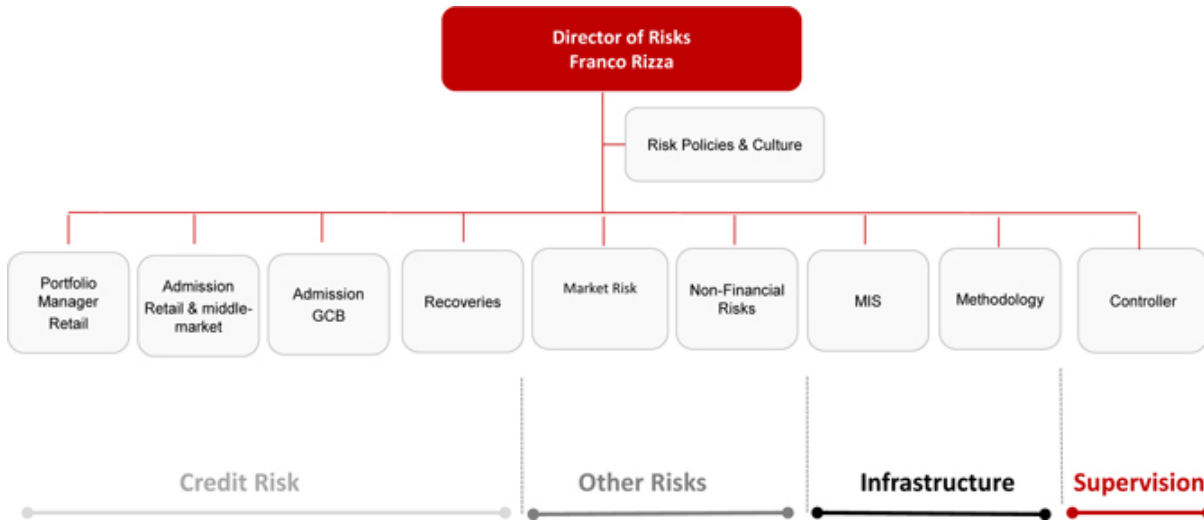 Director of Risks
Franco Rizza
Risk Policies & Culture
Portfolio
Manager
Retail
Admission
Retail & middle-
market
Admission
GCB
Recoveries
Market Risk
Non-Financial
Risks
MIS
Methodology
Controller
Credit Risk
Other Risks
Infrastructure
Supervision